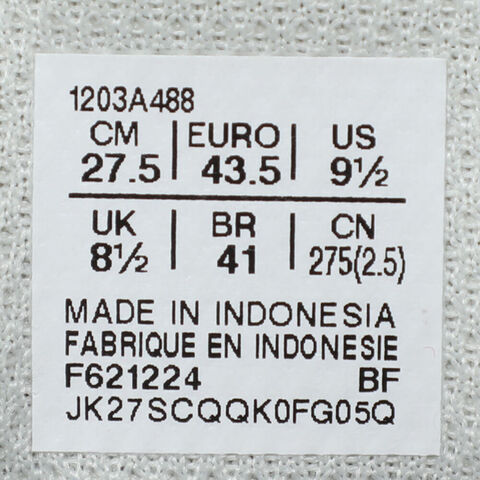 1203A488
CM EURO US
27.5 43.5 9½
UK BR CN
8½ 41 275(2.5)
MADE IN INDONESIA
FABRIQUE EN INDONESIE
F621224 BF
JK27SCQQK0FG05Q